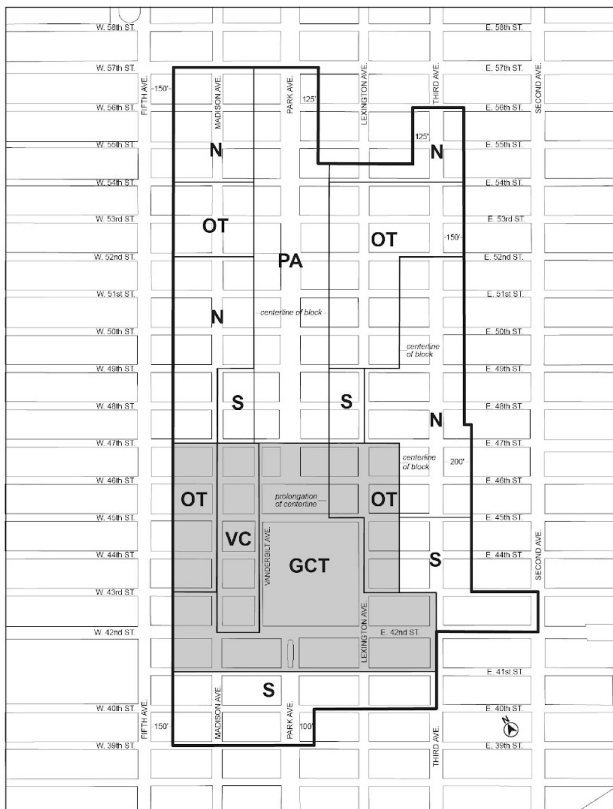 W. 58th ST.
E. 58th ST.
W. 57th ST.
E. 57th ST.
FIFTH AVE.
150'
MADISON AVE.
PARK AVE.
125'
LEXINGTON AVE.
THIRD AVE.
SECOND AVE.
W. 56th ST.
E. 56th ST.
125'
W. 55th ST.
N
N
E. 55th ST.
W. 54th ST.
E. 54th ST.
W. 53rd ST.
OT
OT
E. 53rd ST.
150'
W. 52nd ST.
PA
E. 52nd ST.
W. 51st ST.
E. 51st ST.
N
centerline of block
W. 50th ST.
E. 50th ST.
centerline
of block
W. 49th ST.
E. 49th ST.
S
S
W. 48th ST.
N
E. 48th ST.
W. 47th ST.
E. 47th ST.
centerline
of block
200'
W. 46th ST.
E. 46th ST.
OT
prolongation
of centerline
OT
W. 45th ST.
E. 45th ST.
VC
VANDERBILT AVE.
W. 44th ST.
GCT
S
E. 44th ST.
SECOND AVE.
W. 43rd ST.
E. 43rd ST.
LEXINGTON AVE.
W. 42nd ST.
E. 42nd ST.
E. 41st ST.
S
FIFTH AVE.
MADISON AVE.
PARK AVE.
W. 40th ST.
E. 40th ST.
N
150'
100'
THIRD AVE.
W. 39th ST.
E. 39th ST.